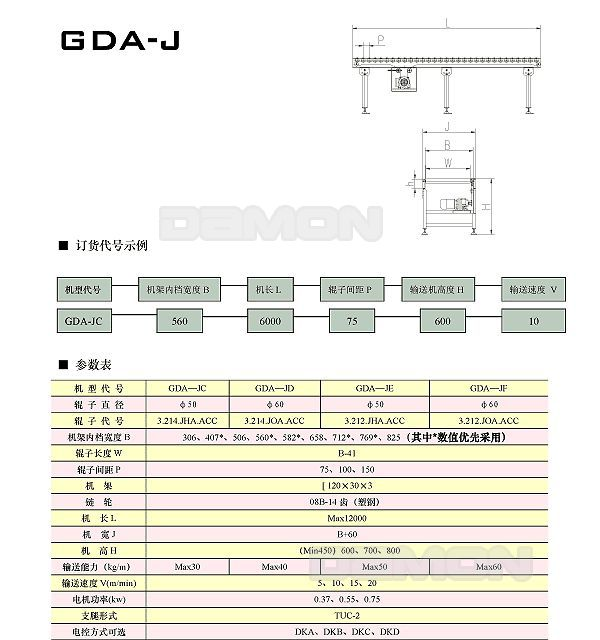 GDA-J
L
P
J
B
W
h
H
DAMON
■ 订货代号示例
机型代号 机架内档宽度 B 机长 L 辊子间距 P 输送机高度 H 输送速度 V
GDA-JC 560 6000 75 600 10
■ 参数表
机 型 代 号 GDA—JC GDA—JD GDA—JE GDA—JF
辊 子 直 径 φ50 φ60 φ50 φ60
辊 子 代 号 3.214.JHA.ACC 3.214.JOA.ACC 3.212.JHA.ACC 3.212.JOA.ACC
机架内档宽度 B 306、407*、506、560*、582*、658、712*、769*、825（其中*数值优先采用）
辊子长度 W B-41
辊子间距 P 75、100、150
机 架 [ 120×30×3
链 轮 08B-14 齿（塑钢）
机 长 L Max12000
机 宽 J B+60
机 高 H (Min450) 600、700、800
输送能力（kg/m） Max30 Max40 Max50 Max60
输送速度 V(m/min) 5、10、15、20
电机功率(kw) 0.37、0.55、0.75
支腿形式 TUC-2
电控方式可选 DKA、DKB、DKC、DKD
DAMON